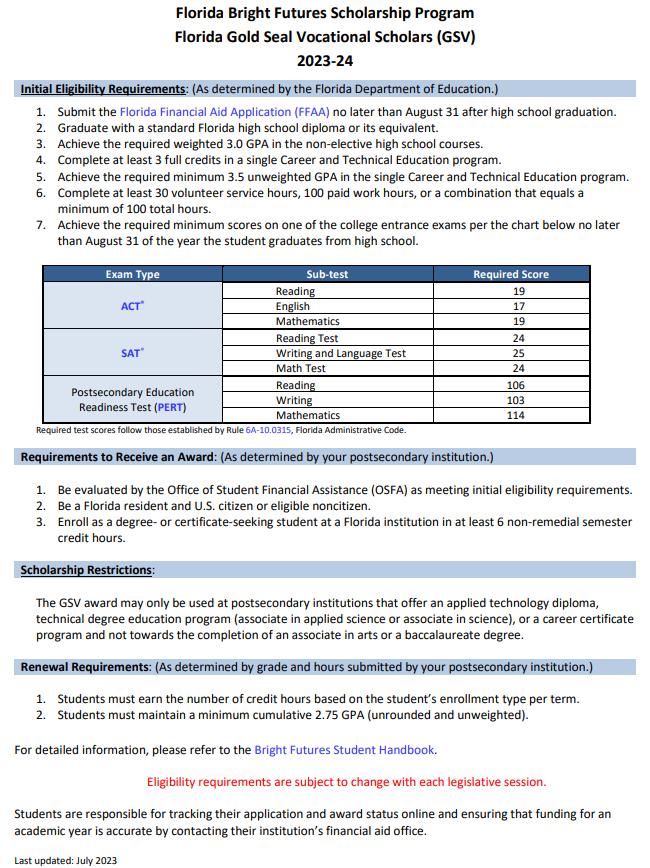 Florida Bright Futures Scholarship Program
Florida Gold Seal Vocational Scholars (GSV)
2023-24
Initial Eligibility Requirements: (As determined by the Florida Department of Education.)
1. Submit the Florida Financial Aid Application (FFAA) no later than August 31 after high school graduation.
2. Graduate with a standard Florida high school diploma or its equivalent.
3. Achieve the required weighted 3.0 GPA in the non-elective high school courses.
4. Complete at least 3 full credits in a single Career and Technical Education program.
5. Achieve the required minimum 3.5 unweighted GPA in the single Career and Technical Education program.
6. Complete at least 30 volunteer service hours, 100 paid work hours, or a combination that equals a
minimum of 100 total hours.
7. Achieve the required minimum scores on one of the college entrance exams per the chart below no later
than August 31 of the year the student graduates from high school.
Exam Type Sub-test Required Score
ACT* Reading 19
English 17
Mathematics 19
SAT* Reading Test 24
Writing and Language Test 25
Math Test 24
Postsecondary Education
Readiness Test (PERT)
Reading 106
Writing 103
Mathematics 114
Required test scores follow those established by Rule 6A-10.0315, Florida Administrative Code.
Requirements to Receive an Award: (As determined by your postsecondary institution.)
1. Be evaluated by the Office of Student Financial Assistance (OSFA) as meeting initial eligibility requirements.
2. Be a Florida resident and U.S. citizen or eligible noncitizen.
3. Enroll as a degree- or certificate-seeking student at a Florida institution in at least 6 non-remedial semester
credit hours.
Scholarship Restrictions:
The GSV award may only be used at postsecondary institutions that offer an applied technology diploma,
technical degree education program (associate in applied science or associate in science), or a career certificate
program and not towards the completion of an associate in arts or a baccalaureate degree.
Renewal Requirements: (As determined by grade and hours submitted by your postsecondary institution.)
1. Students must earn the number of credit hours based on the student's enrollment type per term.
2. Students must maintain a minimum cumulative 2.75 GPA (unrounded and unweighted).
For detailed information, please refer to the Bright Futures Student Handbook.
Eligibility requirements are subject to change with each legislative session.
Students are responsible for tracking their application and award status online and ensuring that funding for an
academic year is accurate by contacting their institution's financial aid office.
Last updated: July 2023